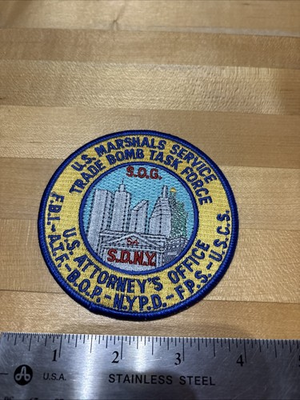 U.S. MARSHALS SERVICE
TRADE BOMB TASK FORCE
S.O.G.
S.D.N.Y.
U.S. ATTORNEY'S OFFICE
F.B.I.-A.T.F.-B.O.P.-N.Y.P.D.-F.P.S.-U.S.C.S.
1 2 3 4
U.S.A. STAINLESS STEEL